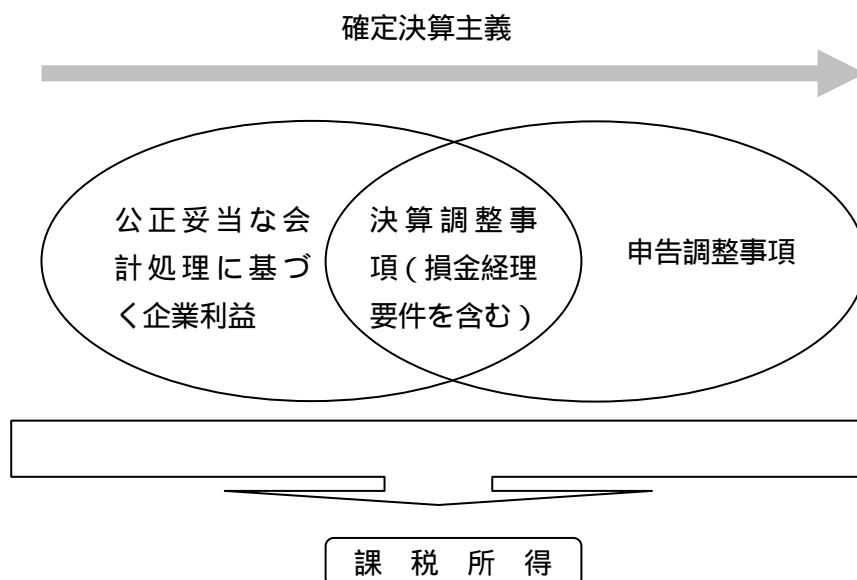 確定決算主義
公正妥当な会
計処理に基づ
く企業利益
決算調整事
項(損金経理
要件を含む)
申告調整事項
課税所得